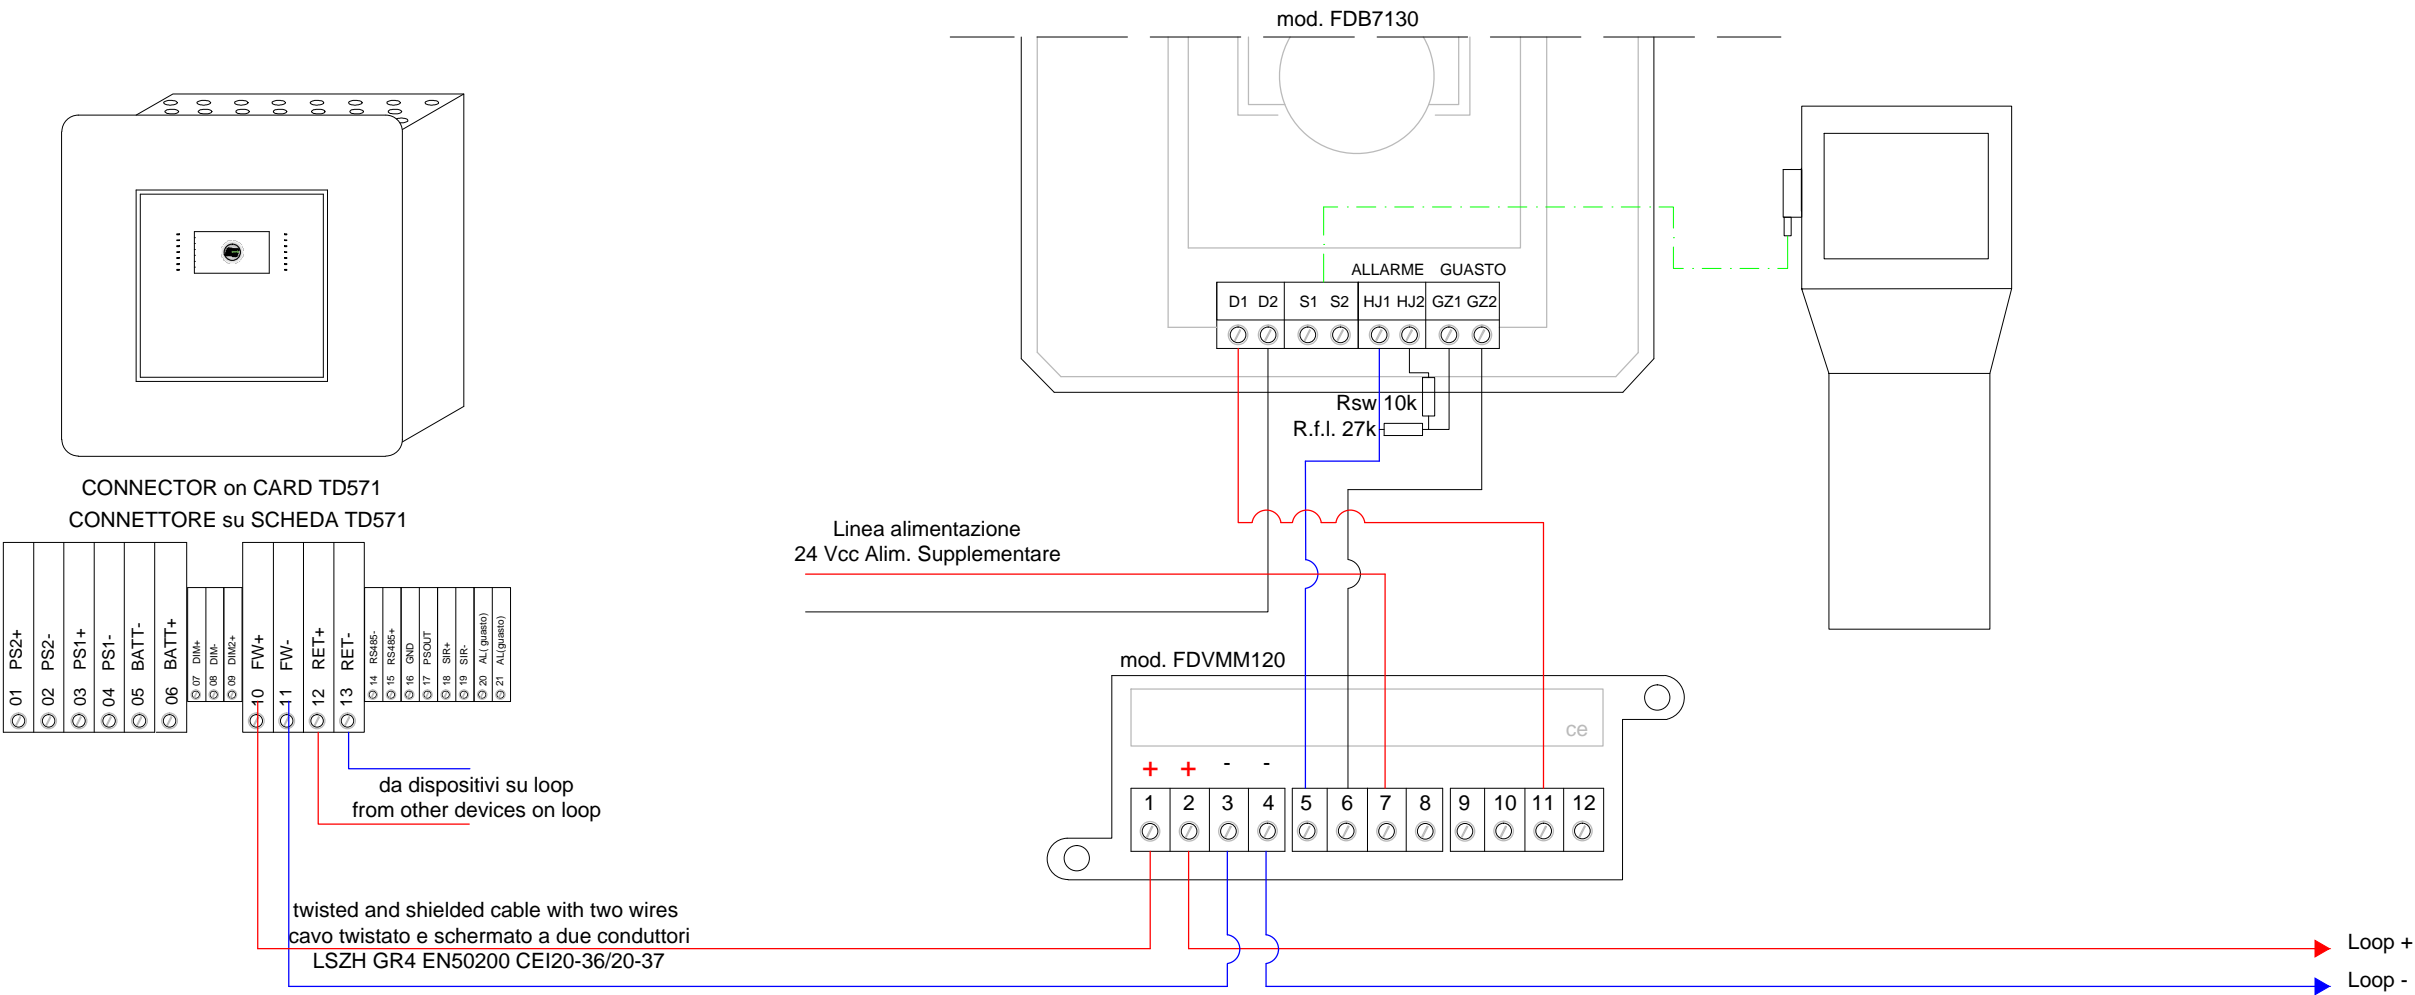 mod. FDB7130
ALLARME GUASTO
D1 D2 S1 S2 HJ1 HJ2 GZ1 GZ2
Rsw 10k
R.f.l. 27k
CONNECTOR on CARD TD571
CONNETTORE su SCHEDA TD571
Linea alimentazione
24 Vcc Alim. Supplementare
01 PS2+
02 PS2-
03 PS1+
04 PS1-
05 BATT-
06 BATT+
07 DIM+
08 DIM-
09 DIM2+
10 FW+
11 FW-
12 RET+
13 RET-
14 RS485-
15 RS485+
16 GND
17 PSOUT
18 SIR+
19 SIR-
20 AL(guasto)
21 AL(guasto)
mod. FDVMM120
ce
+ + - -
1 2 3 4 5 6 7 8 9 10 11 12
da dispositivi su loop
from other devices on loop
twisted and shielded cable with two wires
cavo twistato e schermato a due conduttori
LSZH GR4 EN50200 CEI20-36/20-37
Loop +
Loop -